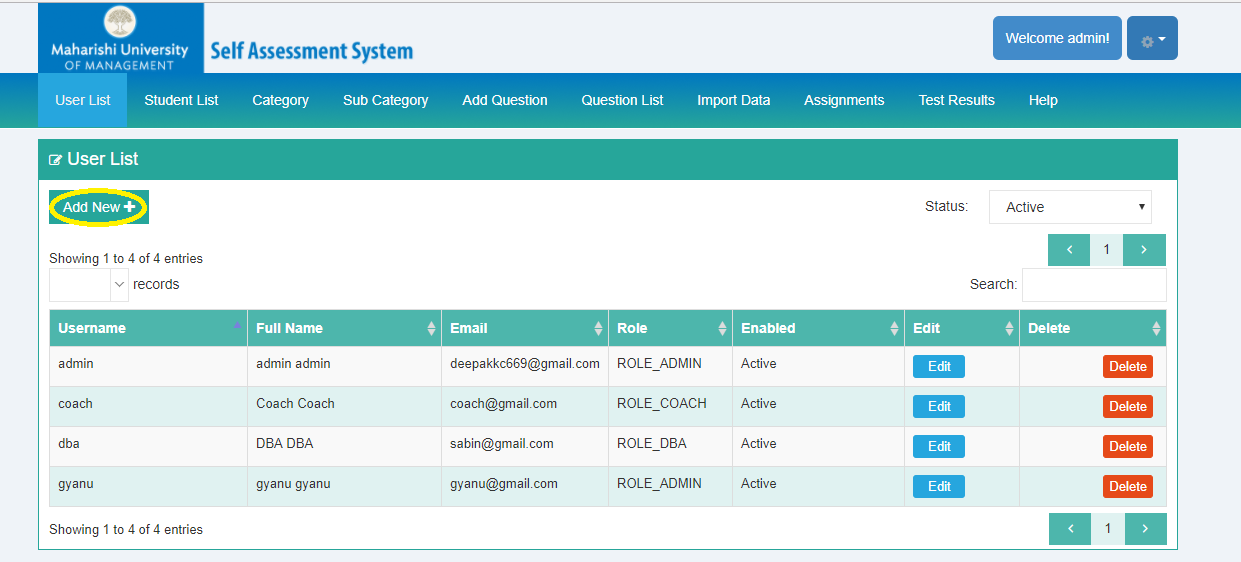 Maharishi University
OF MANAGEMENT
Self Assessment System
Welcome admin!
User List Student List Category Sub Category Add Question Question List Import Data Assignments Test Results Help
User List
Add New
Status: Active
1
Showing 1 to 4 of 4 entries
records
Search:
Username Full Name Email Role Enabled Edit Delete
admin admin admin deepakkc669@gmail.com ROLE_ADMIN Active Edit Delete
coach Coach Coach coach@gmail.com ROLE_COACH Active Edit Delete
dba DBA DBA sabin@gmail.com ROLE_DBA Active Edit Delete
gyanu gyanu gyanu gyanu@gmail.com ROLE_ADMIN Active Edit Delete
Showing 1 to 4 of 4 entries
1